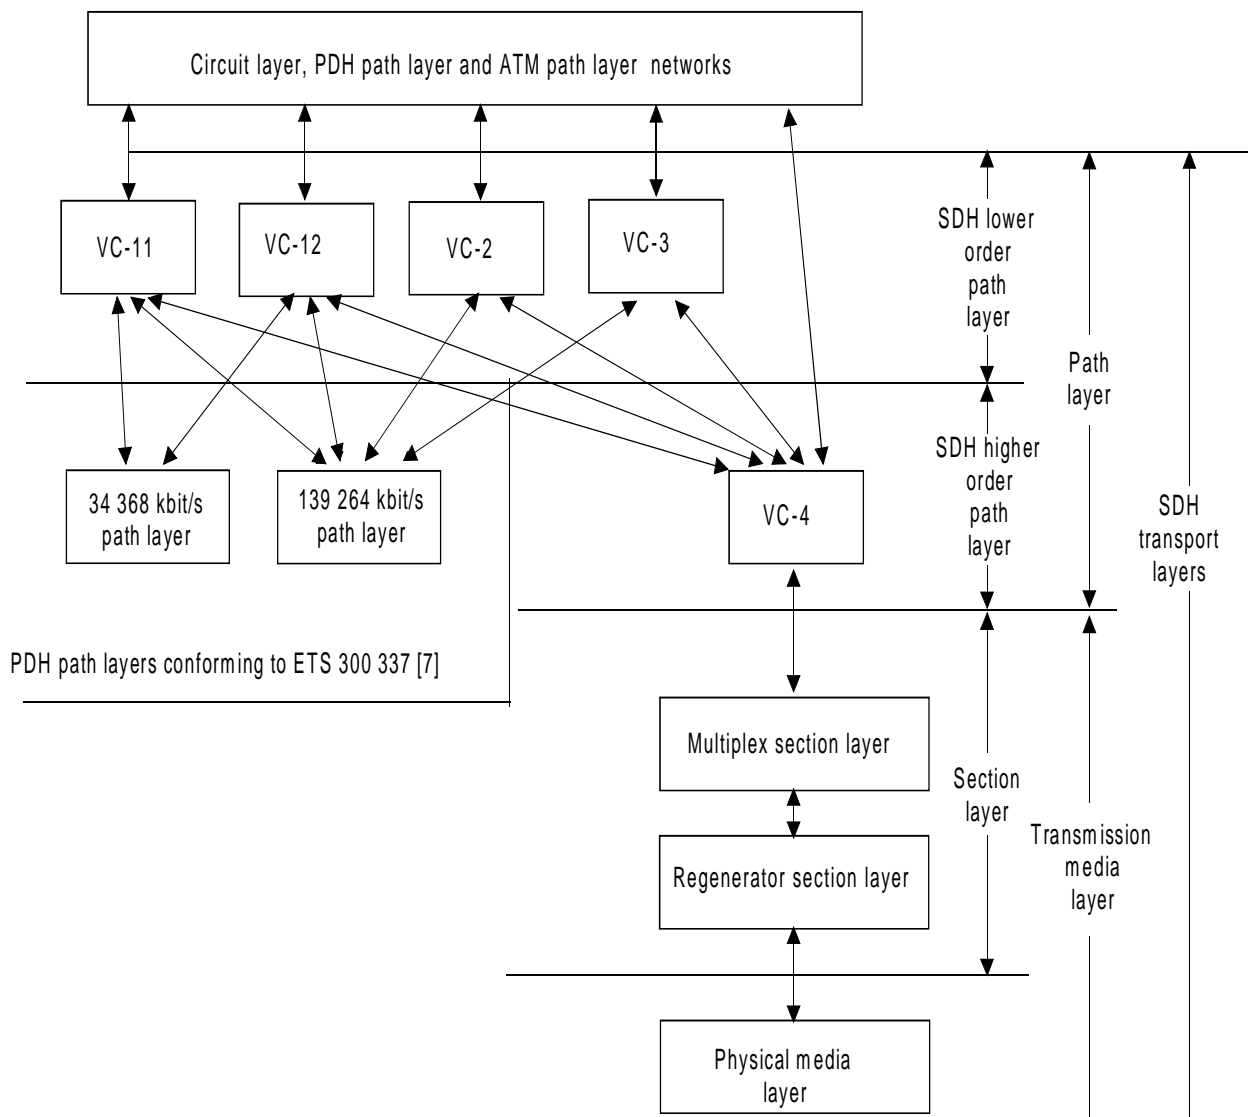 Circuit layer, PDH path layer and ATM path layer networks
VC-11
VC-12
VC-2
VC-3
SDH lower
order
path
layer
Path
layer
SDH higher
order
path
layer
SDH
transport
layers
34 368 kbit/s
path layer
139 264 kbit/s
path layer
VC-4
PDH path layers conforming to ETS 300 337 [7]
Multiplex section layer
Section
layer
Transmission
media
layer
Regenerator section layer
Physical media
layer